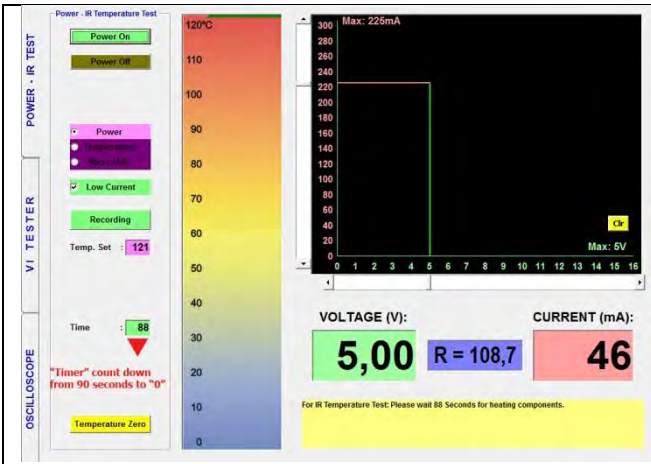 POWER - IR TEST
VI TESTER
OSCILLOSCOPE
Power - IR Temperature Test
Power On
Power Off
Power
Low Current
Recording
Temp. Set : 121
Time : 88
"Timer" count down
from 90 seconds to "0"
Temperature Zero
120ºC
110
100
90
80
70
60
50
40
30
20
10
0
Max: 225mA
300
280
260
240
220
200
180
160
140
120
100
80
60
40
20
0
Clr
Max: 5V
0 1 2 3 4 5 6 7 8 9 10 11 12 13 14 15 16
VOLTAGE (V):
5,00
R = 108,7
CURRENT (mA):
46
For IR Temperature Test: Please wait 88 Seconds for heating components.